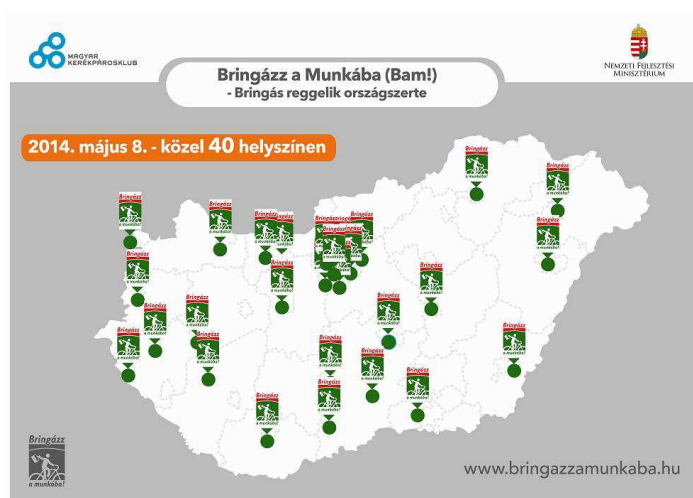 MAGYAR
KERÉKPÁROSKLUB
Bringázz a Munkába (Bam!)
- Bringás reggelik országszerte
NEMZETI FEJLESZTÉSI
MINISZTÉRIUM
2014. május 8. - közel 40 helyszínen
Bringázz
a munkába!
www.bringazzamunkaba.hu